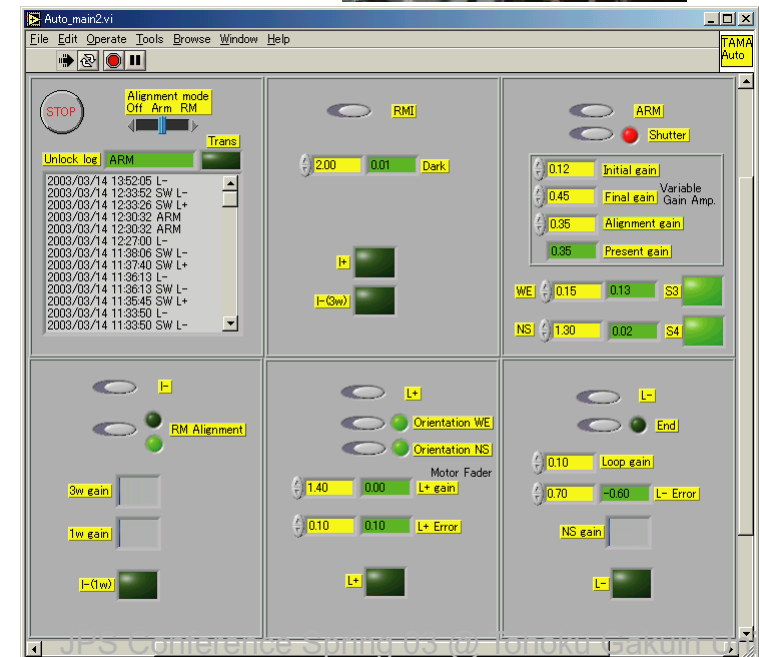 Auto_main2.vi
File Edit Operate Tools Browse Window Help
TAMA
Auto
STOP
Alignment mode
Off Arm RM
Trans
Unlock log ARM
2003/03/14 13:52:05 L-
2003/03/14 12:33:52 SW L-
2003/03/14 12:33:26 SW L+
2003/03/14 12:30:32 ARM
2003/03/14 12:30:32 ARM
2003/03/14 12:27:00 L-
2003/03/14 11:38:06 SW L-
2003/03/14 11:37:40 SW L+
2003/03/14 11:36:13 L-
2003/03/14 11:36:13 SW L-
2003/03/14 11:35:45 SW L+
2003/03/14 11:33:50 L-
2003/03/14 11:33:50 SW L-
RMI
2.00 0.01 Dark
I+
I-(3w)
ARM
Shutter
0.12 Initial gain
0.45 Final gain
Variable
Gain Amp.
0.35 Alignment gain
0.35 Present gain
WE 0.15 0.13 S3
NS 1.30 0.02 S4
I-
RM Alignment
3w gain
1w gain
I-(1w)
L+
Orientation WE
Orientation NS
Motor Fader
1.40 0.00 L+ gain
0.10 0.10 L+ Error
L+
L-
End
0.10 Loop gain
0.70 -0.60 L- Error
NS gain
L-
JPS Conference Spring 03 @ Tohoku Gakuin